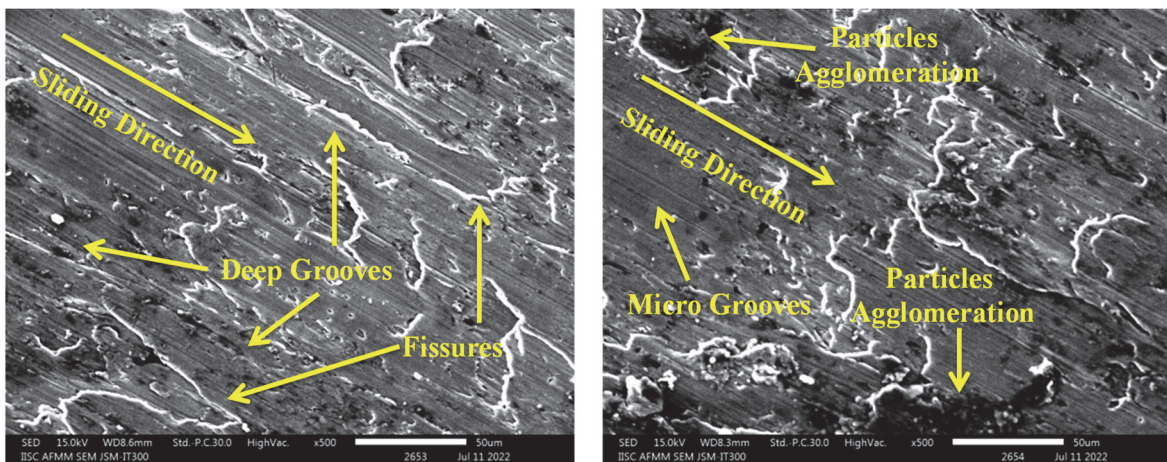 Sliding Direction
Deep Grooves
Fissures
SED 15.0kV WD8.6mm Std.-P.C.30.0 HighVac. x500 50um
IISC AFMM SEM JSM-IT300 2653 Jul 11 2022
Particles
Agglomeration
Sliding Direction
Micro Grooves
Particles
Agglomeration
SED 15.0kV WD8.3mm Std.-P.C.30.0 HighVac. x500 50um
IISC AFMM SEM JSM-IT300 2654 Jul 11 2022